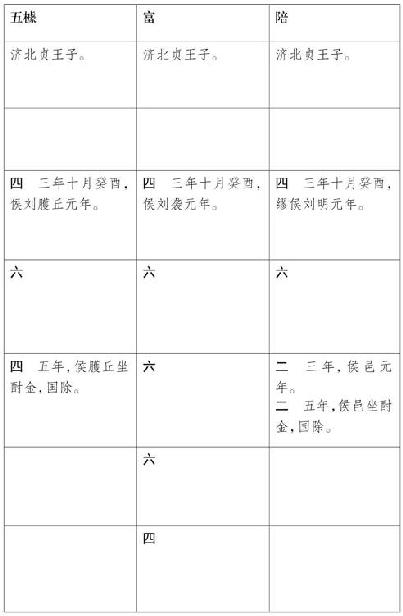 五㯮 富 陪
济北贞王子。 济北贞王子。 济北贞王子。
四 三年十月癸酉, 四 三年十月癸酉, 四 三年十月癸酉,
侯刘雘丘元年。 侯刘袭元年。 缪侯刘明元年。
六 六 六
四 五年,侯雘丘坐 六 二 三年,侯邑元
酎金,国除。 年。
二 五年,侯邑坐酎
金,国除。
六
四